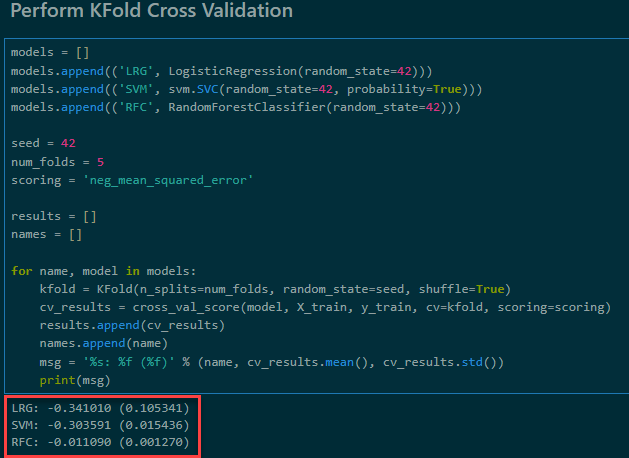 Perform KFold Cross Validation
models = []
models.append(('LRG', LogisticRegression(random_state=42)))
models.append(('SVM', svm.SVC(random_state=42, probability=True)))
models.append(('RFC', RandomForestClassifier(random_state=42)))
seed = 42
num_folds = 5
scoring = 'neg_mean_squared_error'
results = []
names = []
for name, model in models:
kfold = KFold(n_splits=num_folds, random_state=seed, shuffle=True)
cv_results = cross_val_score(model, X_train, y_train, cv=kfold, scoring=scoring)
results.append(cv_results)
names.append(name)
msg = '%s: %f (%f)' % (name, cv_results.mean(), cv_results.std())
print(msg)
LRG: -0.341010 (0.105341)
SVM: -0.303591 (0.015436)
RFC: -0.011090 (0.001270)